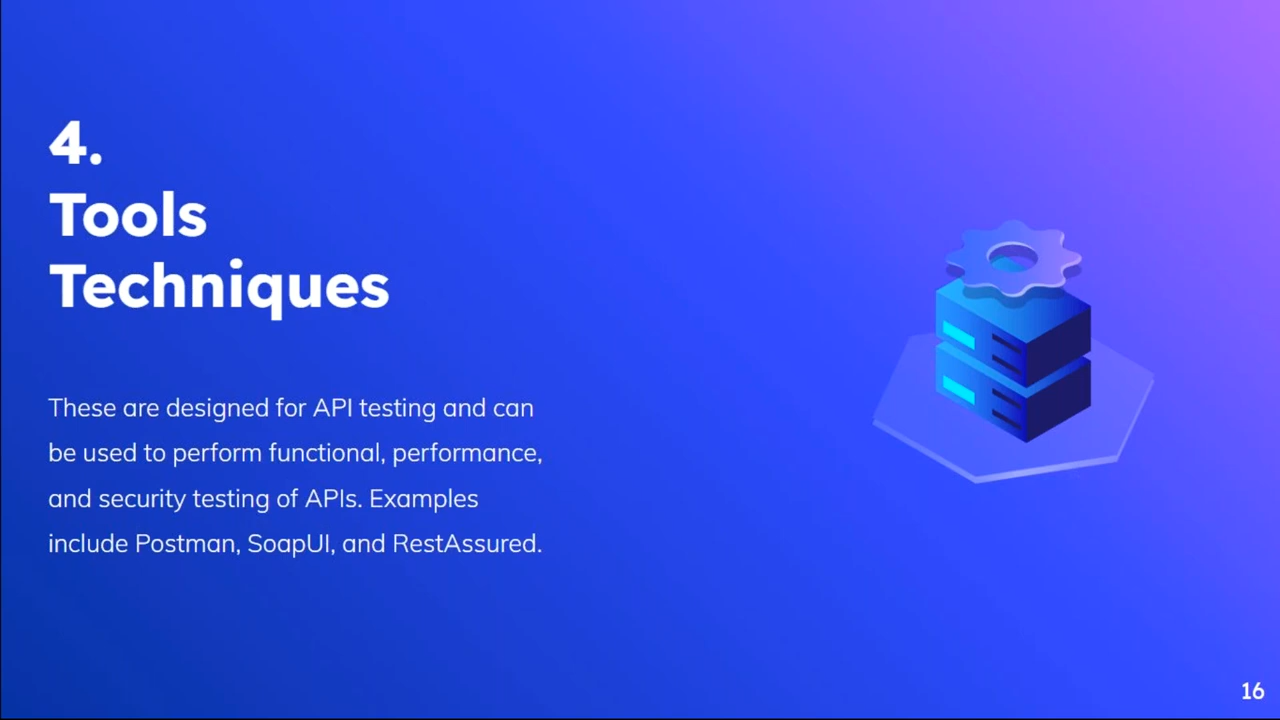 4.
Tools
Techniques
These are designed for API testing and can
be used to perform functional, performance,
and security testing of APIs. Examples
include Postman, SoapUI, and RestAssured.
16